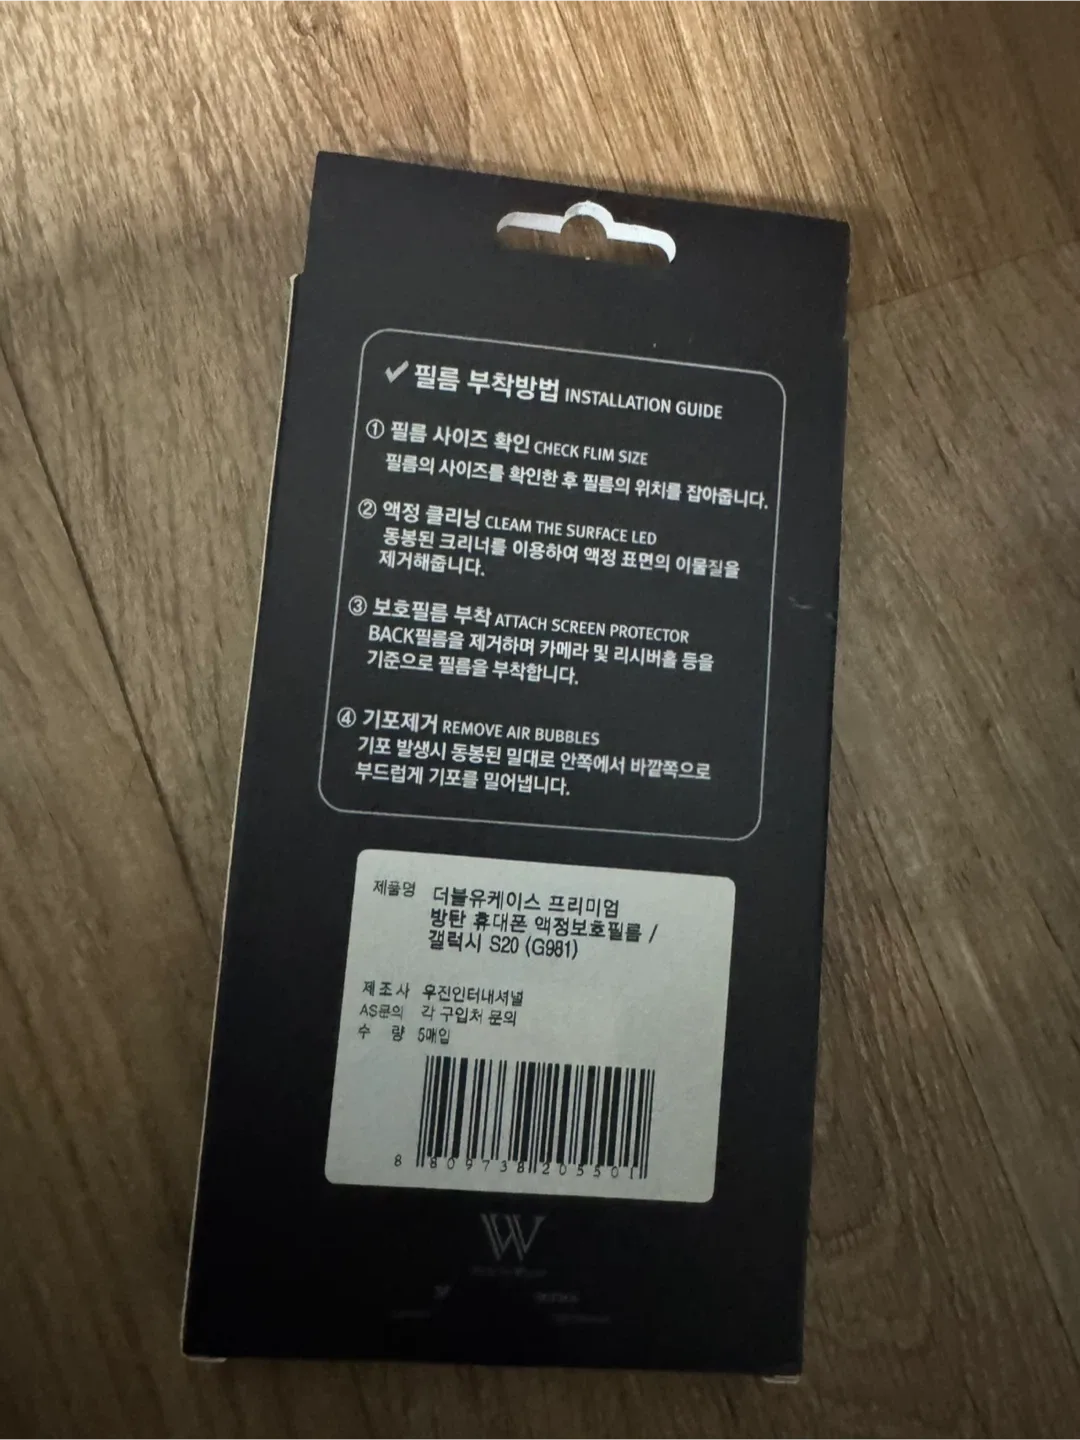 ✓ 필름 부착방법 INSTALLATION GUIDE
① 필름 사이즈 확인 CHECK FLIM SIZE
필름의 사이즈를 확인한 후 필름의 위치를 잡아줍니다.
② 액정 클리닝 CLEAM THE SURFACE LED
동봉된 크리너를 이용하여 액정 표면의 이물질을
제거해줍니다.
③ 보호필름 부착 ATTACH SCREEN PROTECTOR
BACK필름을 제거하며 카메라 및 리시버홀 등을
기준으로 필름을 부착합니다.
④ 기포제거 REMOVE AIR BUBBLES
기포 발생시 동봉된 밀대로 안쪽에서 바깥쪽으로
부드럽게 기포를 밀어냅니다.
제품명 더블유케이스 프리미엄
방탄 휴대폰 액정보호필름 /
갤럭시 S20 (G981)
제조사 우진인터내셔널
AS문의 각 구입처 문의
수 량 5매입
8 809738 205501
W